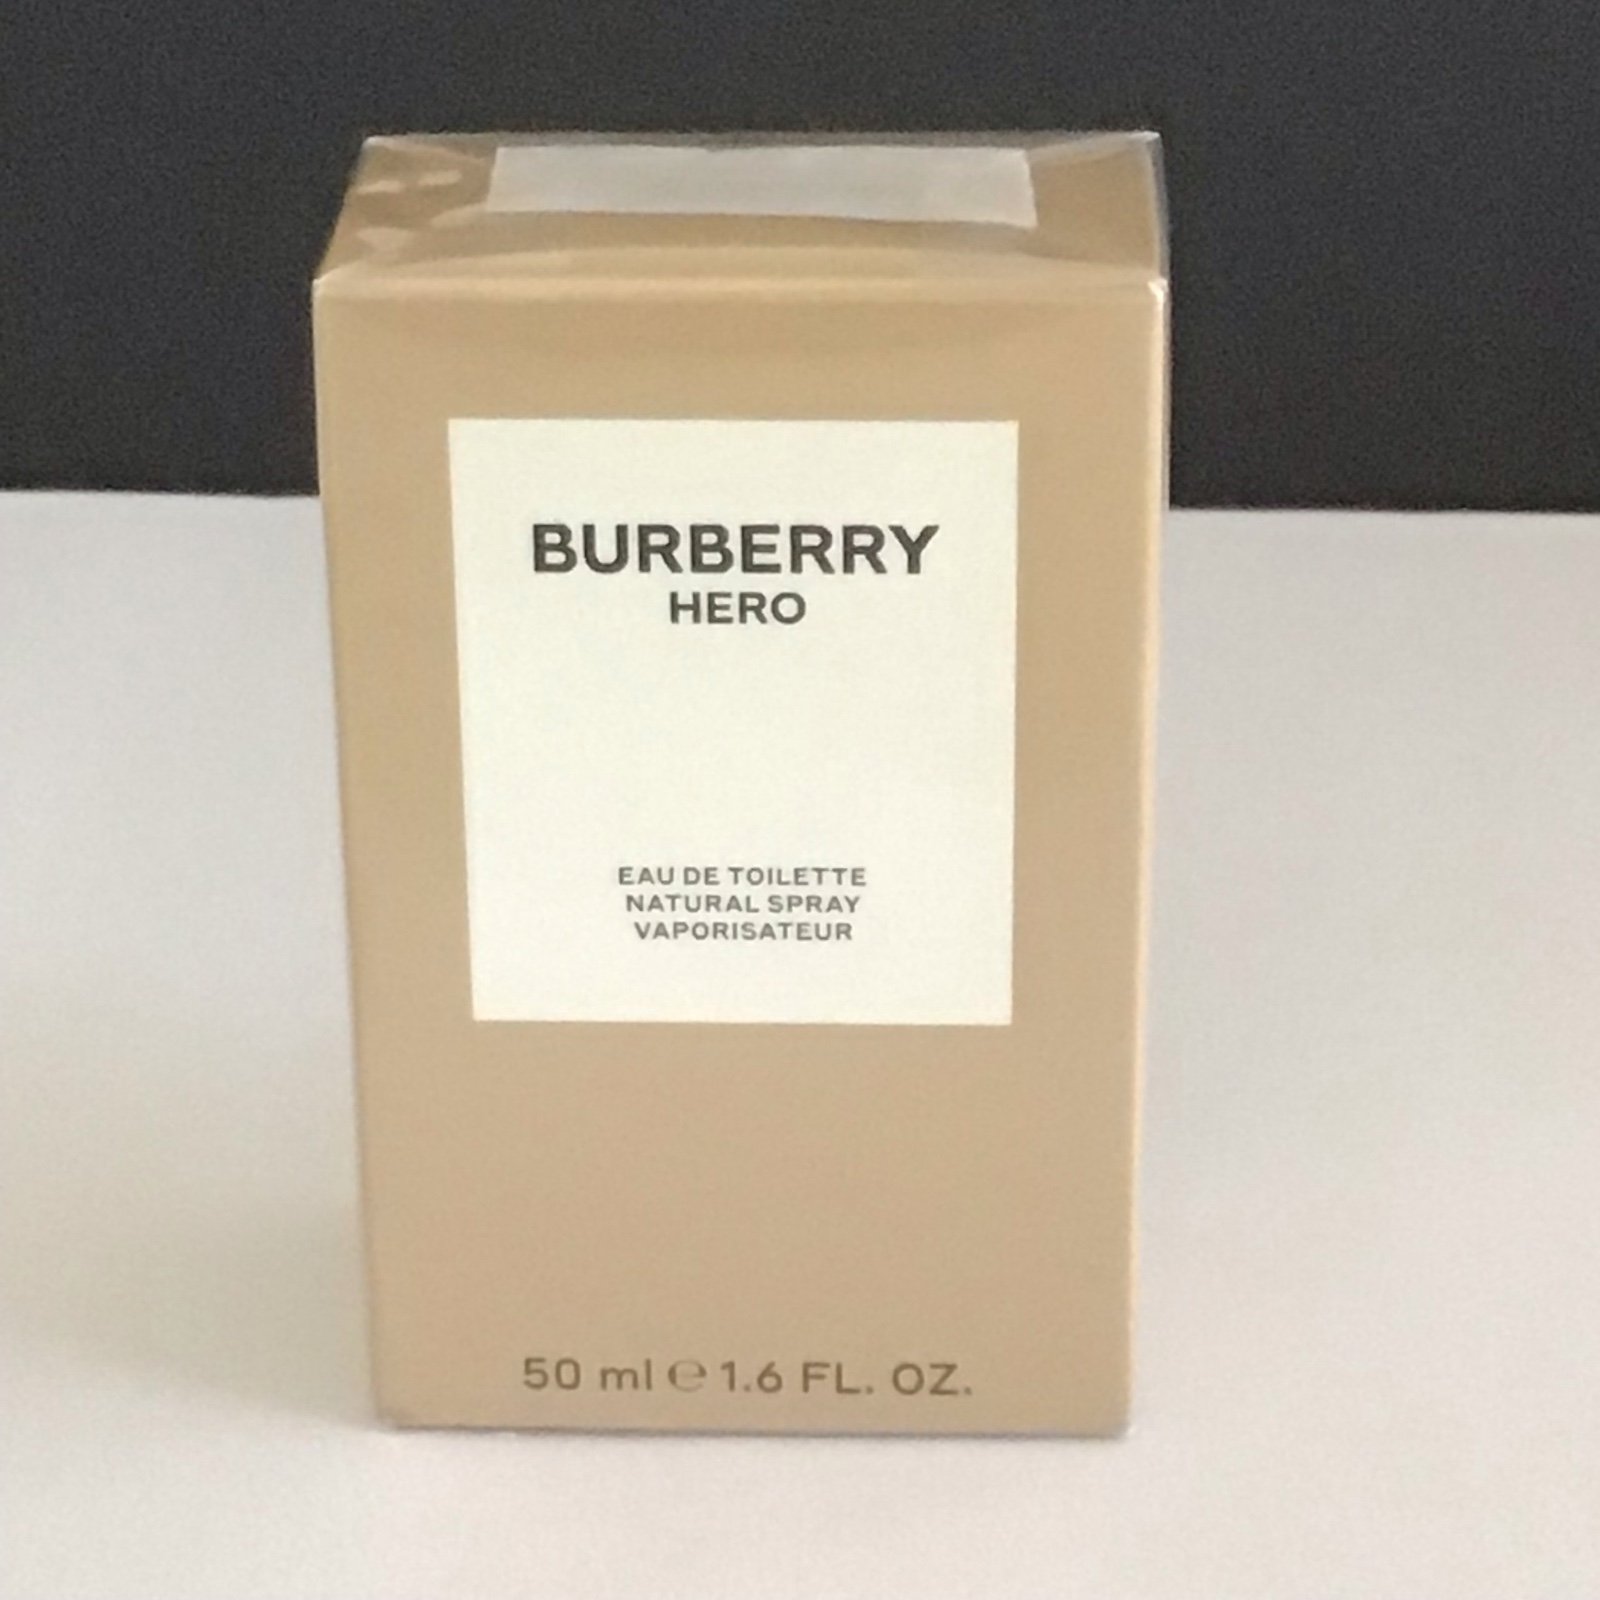 BURBERRY
HERO
EAU DE TOILETTE
NATURAL SPRAY
VAPORISATEUR
50 ml ℮ 1.6 FL. OZ.